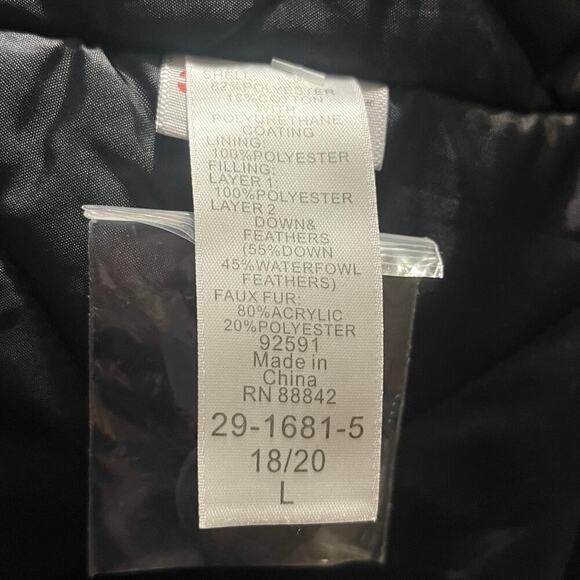 SHELL:
82%POLYESTER
18%COTTON
WITH
POLYURETHANE
COATING
LINING:
100%POLYESTER
FILLING:
LAYER 1:
100%POLYESTER
LAYER 2
DOWN&
FEATHERS
(55%DOWN
45%WATERFOWL
FEATHERS)
FAUX FUR:
80%ACRYLIC
20%POLYESTER
92591
Made in
China
RN 88842
29-1681-5
18/20
L